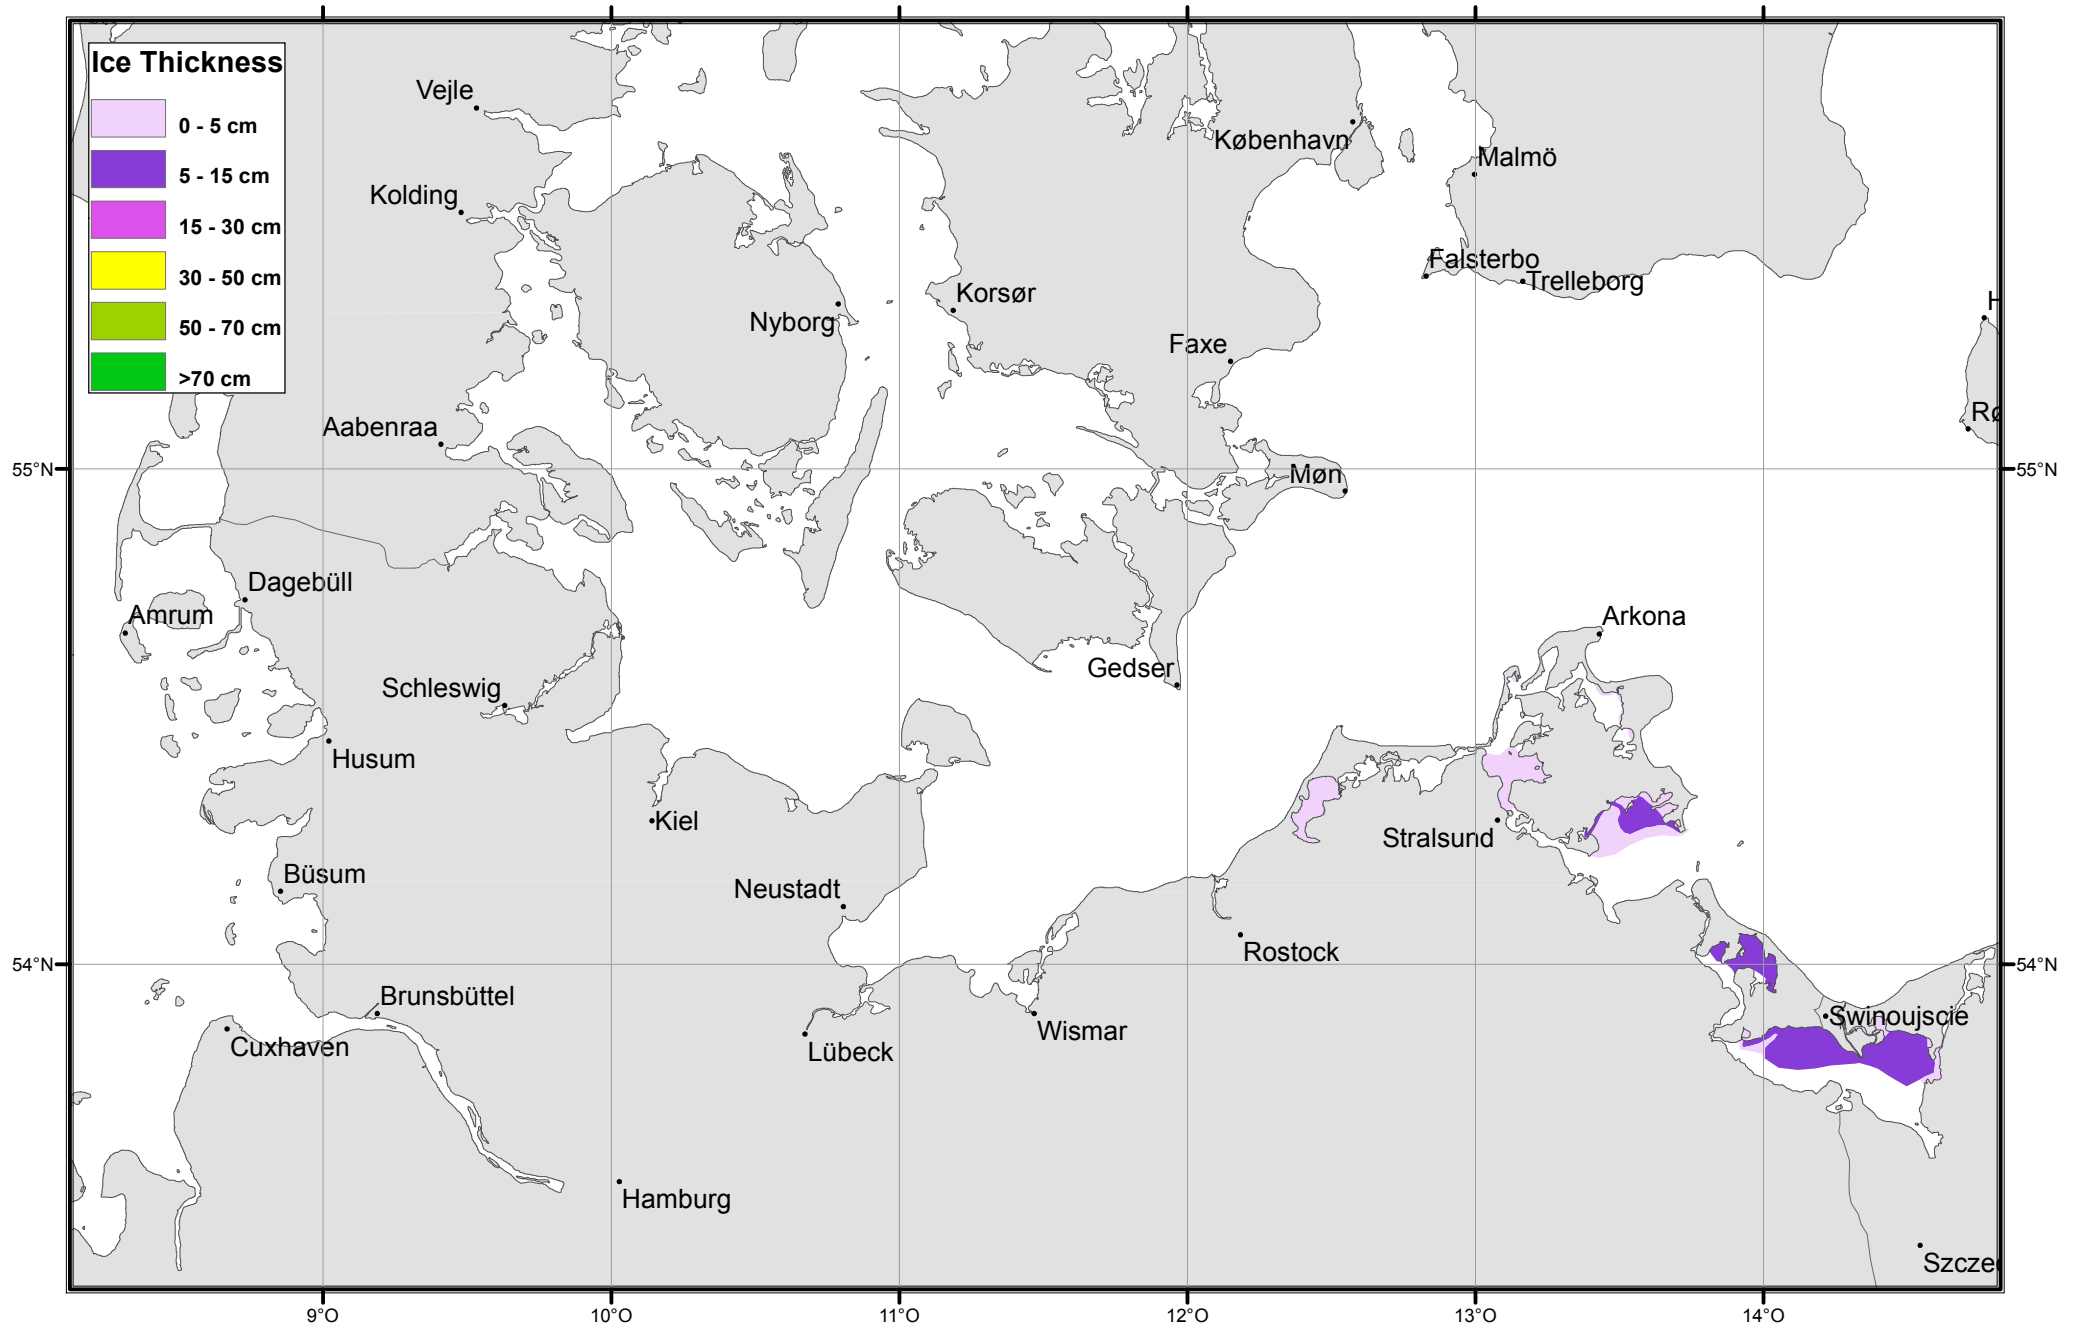 Ice Thickness
0 - 5 cm
5 - 15 cm
15 - 30 cm
30 - 50 cm
50 - 70 cm
>70 cm
Vejle
København
Malmö
Kolding
Falsterbo
Trelleborg
Korsør
Nyborg
H
Faxe
Rø
Aabenraa
55°N
Møn
55°N
Dagebüll
Amrum
Arkona
Gedser
Schleswig
Husum
Kiel
Stralsund
Büsum
Neustadt
Rostock
54°N
54°N
Brunsbüttel
Swinoujscie
Wismar
Cuxhaven
Lübeck
Hamburg
Szczec
9°O
10°O
11°O
12°O
13°O
14°O